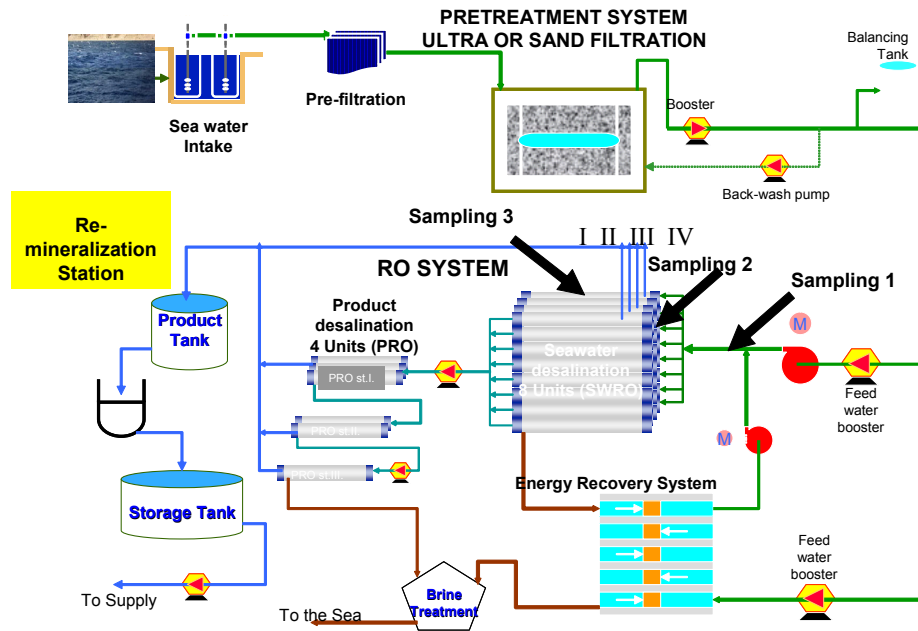 PRETREATMENT SYSTEM
ULTRA OR SAND FILTRATION
Balancing
Tank
Pre-filtration
Booster
Sea water
Intake
Back-wash pump
Re-
mineralization
Station
Sampling 3
I II III IV
RO SYSTEM
Sampling 2
Sampling 1
Product
desalination
4 Units (PRO)
Product
Tank
M
Seawater
desalination
8 Units (SWRO)
PRO st.I.
Feed
water
booster
PRO st.II.
M
PRO st.III.
Energy Recovery System
Storage Tank
Feed
water
booster
Brine
Treatment
To Supply
To the Sea